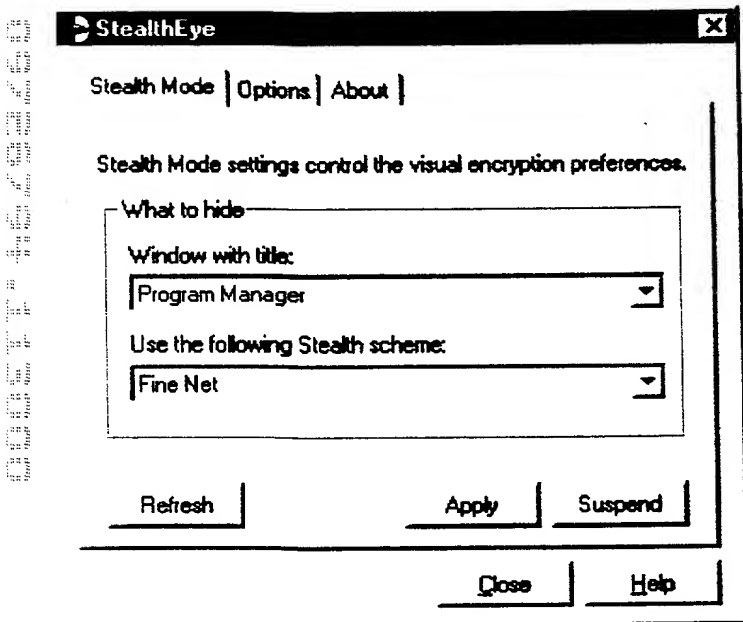 StealthEye
Stealth Mode Options About
Stealth Mode settings control the visual encryption preferences.
What to hide
Window with title:
Program Manager
Use the following Stealth scheme:
Fine Net
Refresh Apply Suspend
Close Help